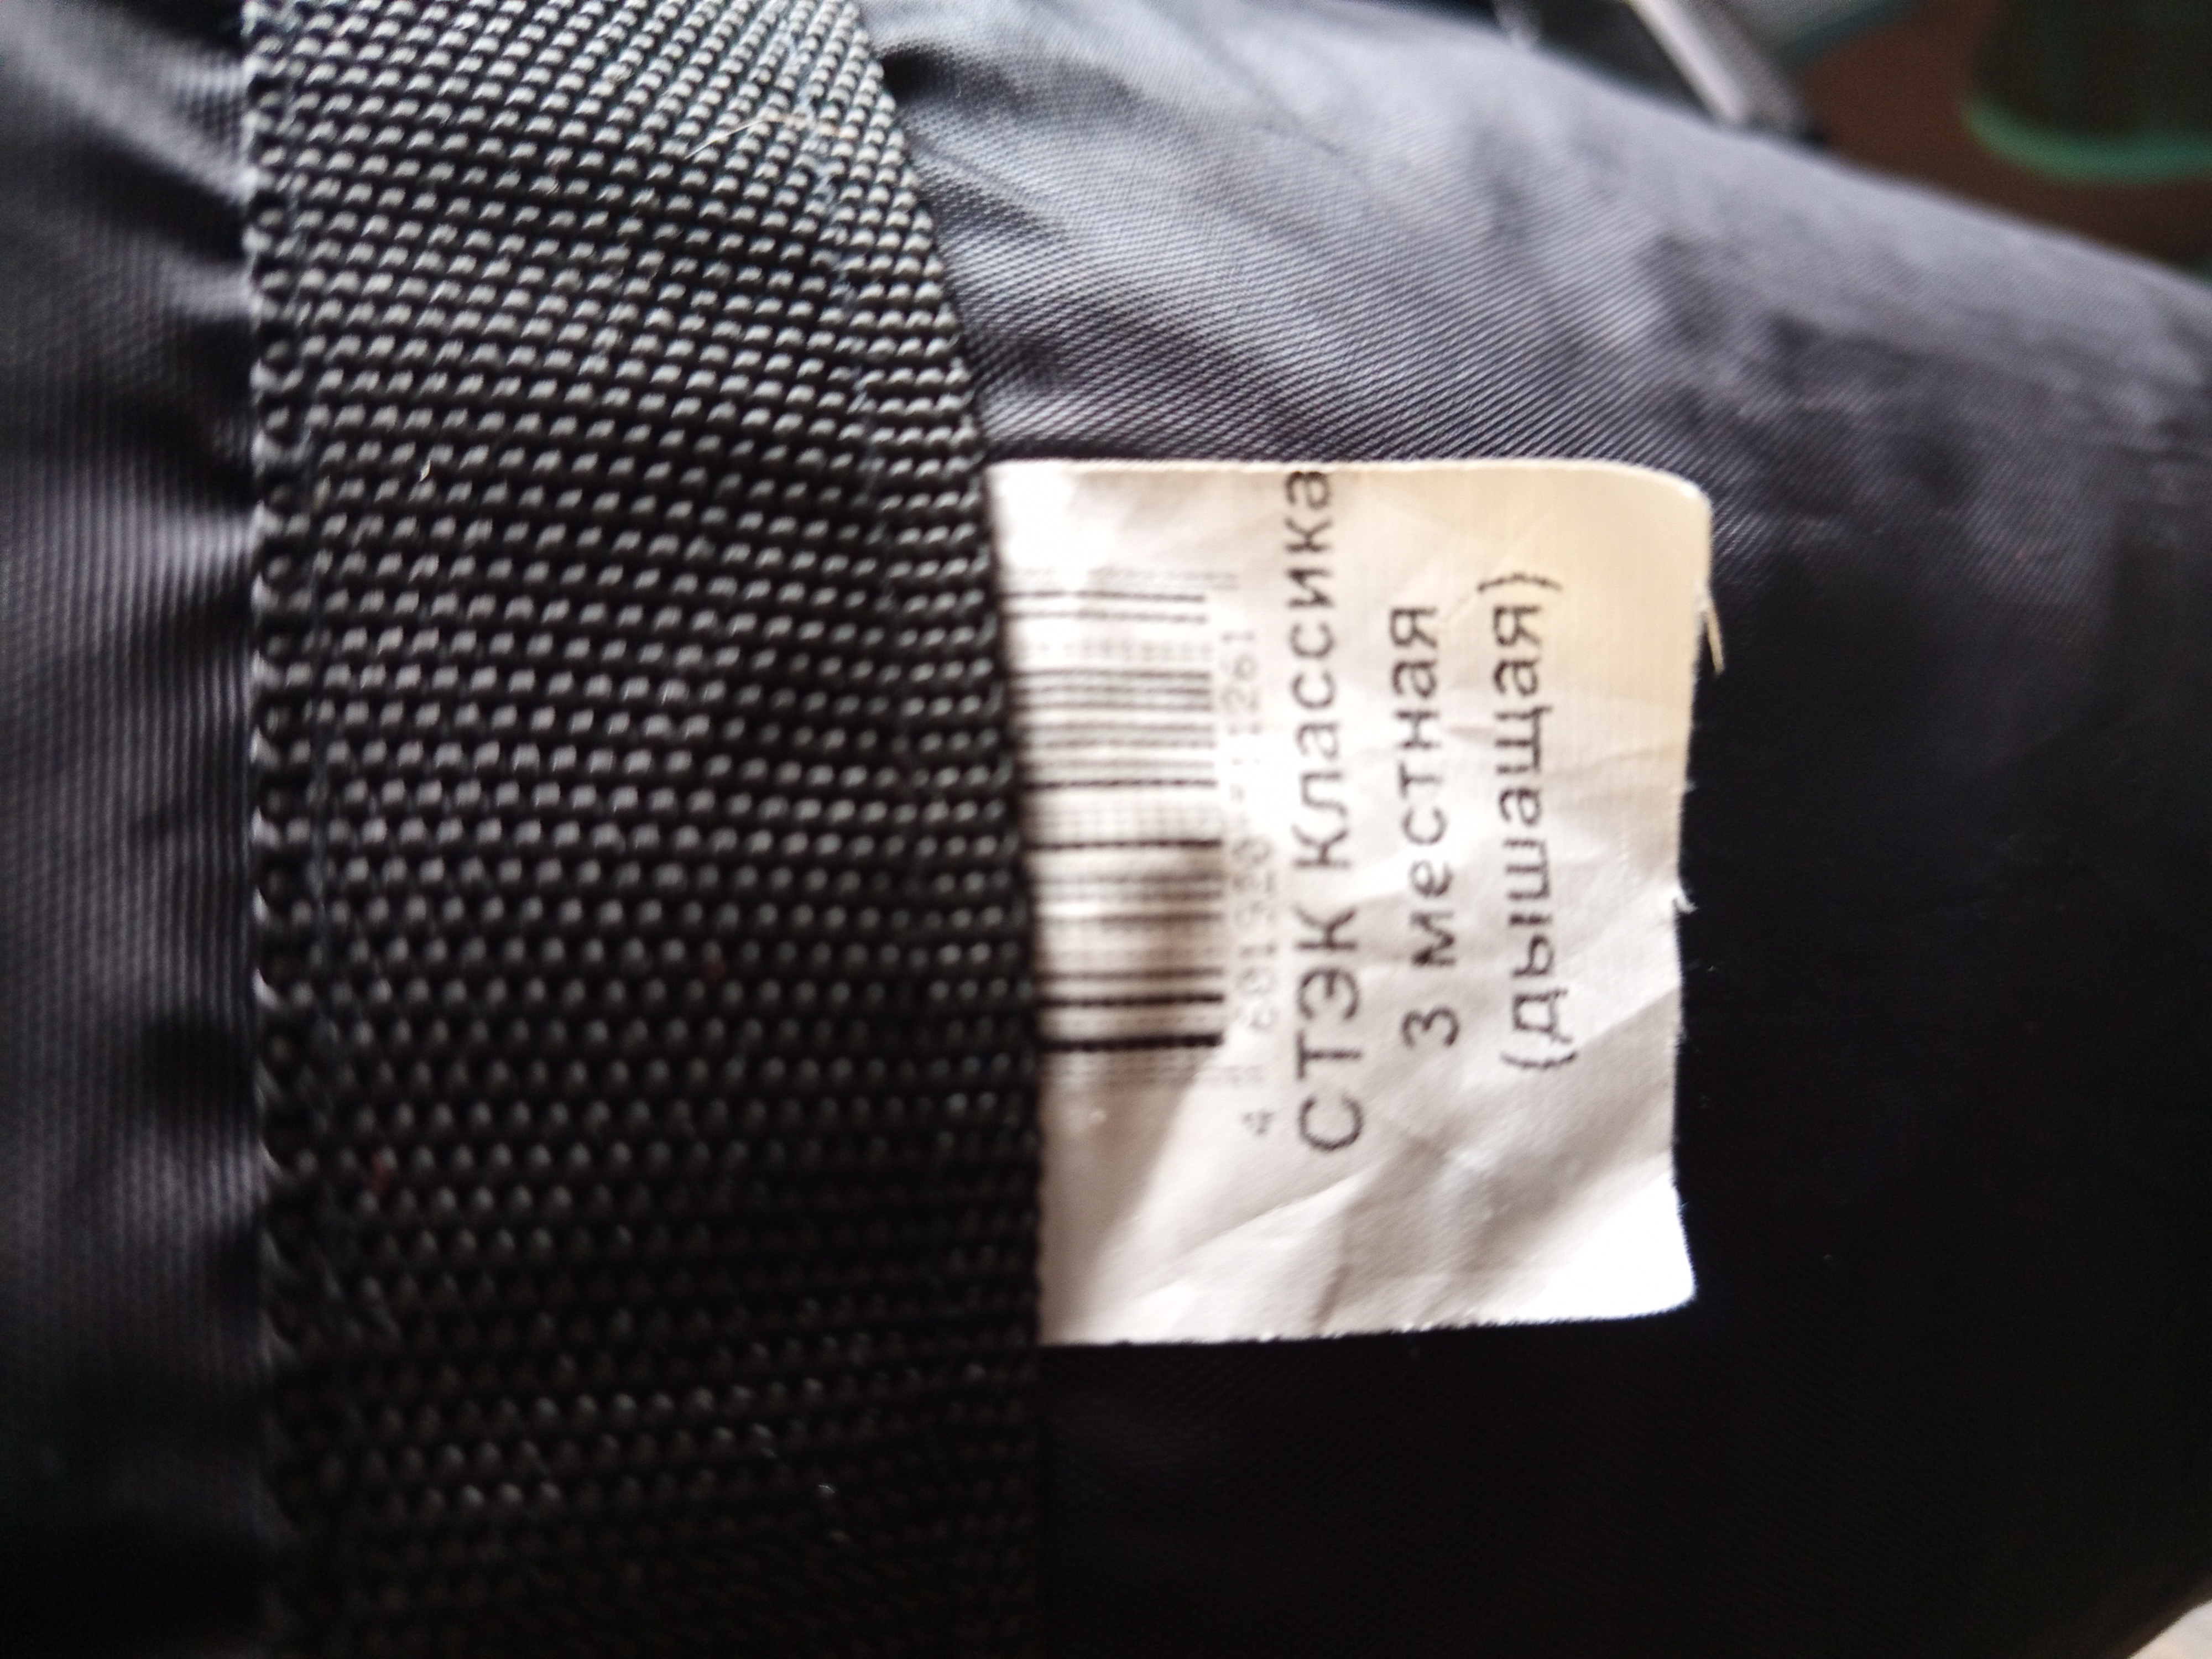 СТЭК Классика
3 местная
(дышащая)